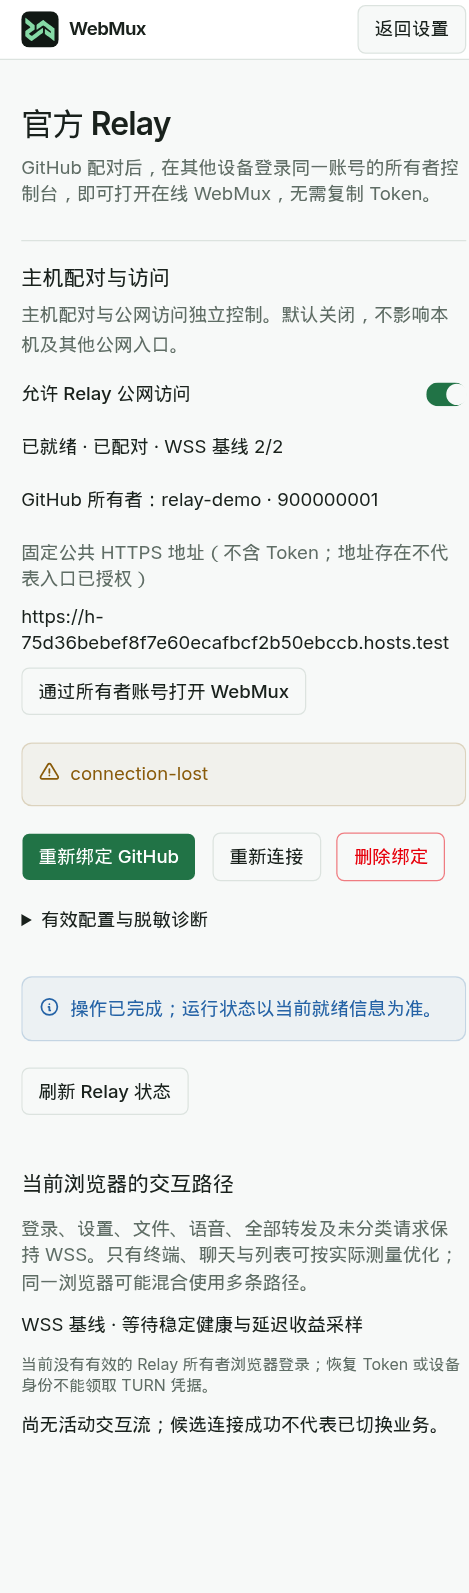 WebMux
返回设置
官方 Relay
GitHub 配对后，在其他设备登录同一账号的所有者控
制台，即可打开在线 WebMux，无需复制 Token。
主机配对与访问
主机配对与公网访问独立控制。默认关闭，不影响本
机及其他公网入口。
允许 Relay 公网访问
已就绪 · 已配对 · WSS 基线 2/2
GitHub 所有者：relay-demo · 900000001
固定公共 HTTPS 地址（不含 Token；地址存在不代
表入口已授权）
https://h-
75d36bebef8f7e60ecafbcf2b50ebccb.hosts.test
通过所有者账号打开 WebMux
connection-lost
重新绑定 GitHub
重新连接
删除绑定
有效配置与脱敏诊断
操作已完成；运行状态以当前就绪信息为准。
刷新 Relay 状态
当前浏览器的交互路径
登录、设置、文件、语音、全部转发及未分类请求保
持 WSS。只有终端、聊天与列表可按实际测量优化；
同一浏览器可能混合使用多条路径。
WSS 基线 · 等待稳定健康与延迟收益采样
当前没有有效的 Relay 所有者浏览器登录；恢复 Token 或设备
身份不能领取 TURN 凭据。
尚无活动交互流；候选连接成功不代表已切换业务。